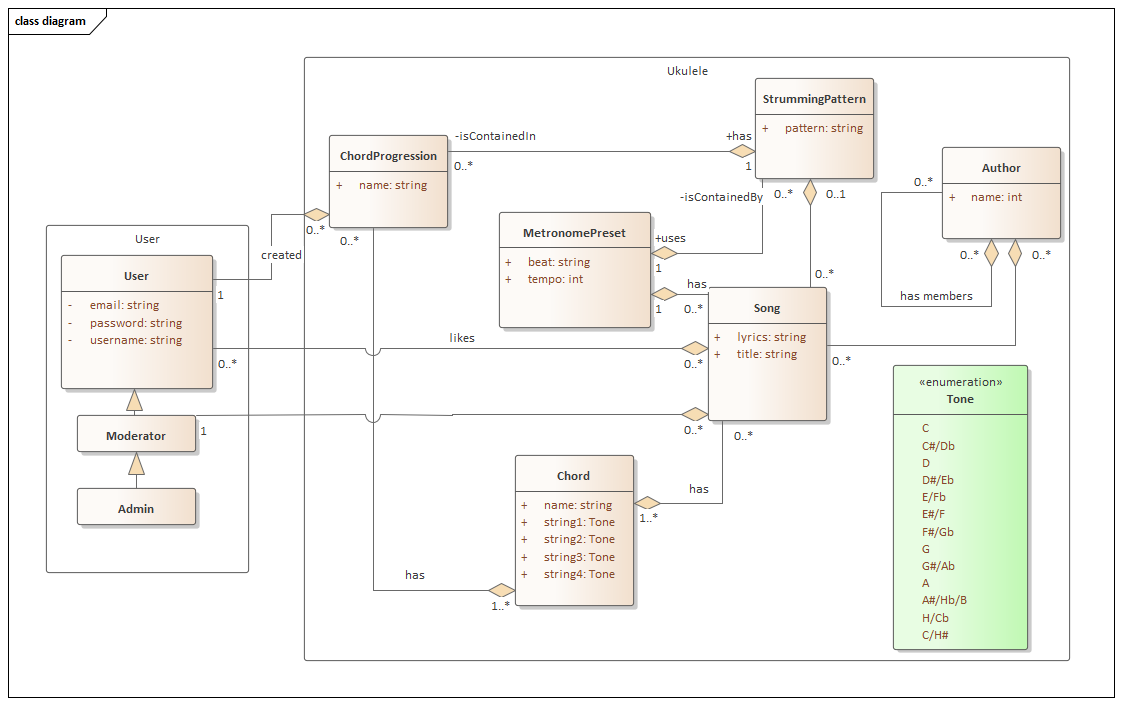 class diagram
Ukulele
StrummingPattern
+ pattern: string
-isContainedIn
+has
0..*
1
ChordProgression
+ name: string
Author
+ name: int
0..*
0..*
0..1
-isContainedBy
0..*
0..*
created
MetronomePreset
+ beat: string
+ tempo: int
+uses
1
0..*
0..*
has members
User
User
- email: string
- password: string
- username: string
1
0..*
has
1
0..*
0..*
Song
+ lyrics: string
+ title: string
likes
0..*
0..*
Moderator
1
0..*
0..*
Admin
Chord
+ name: string
+ string1: Tone
+ string2: Tone
+ string3: Tone
+ string4: Tone
has
1..*
has
1..*
«enumeration»
Tone
C
C#/Db
D
D#/Eb
E/Fb
E#/F
F#/Gb
G
G#/Ab
A
A#/Hb/B
H/Cb
C/H#